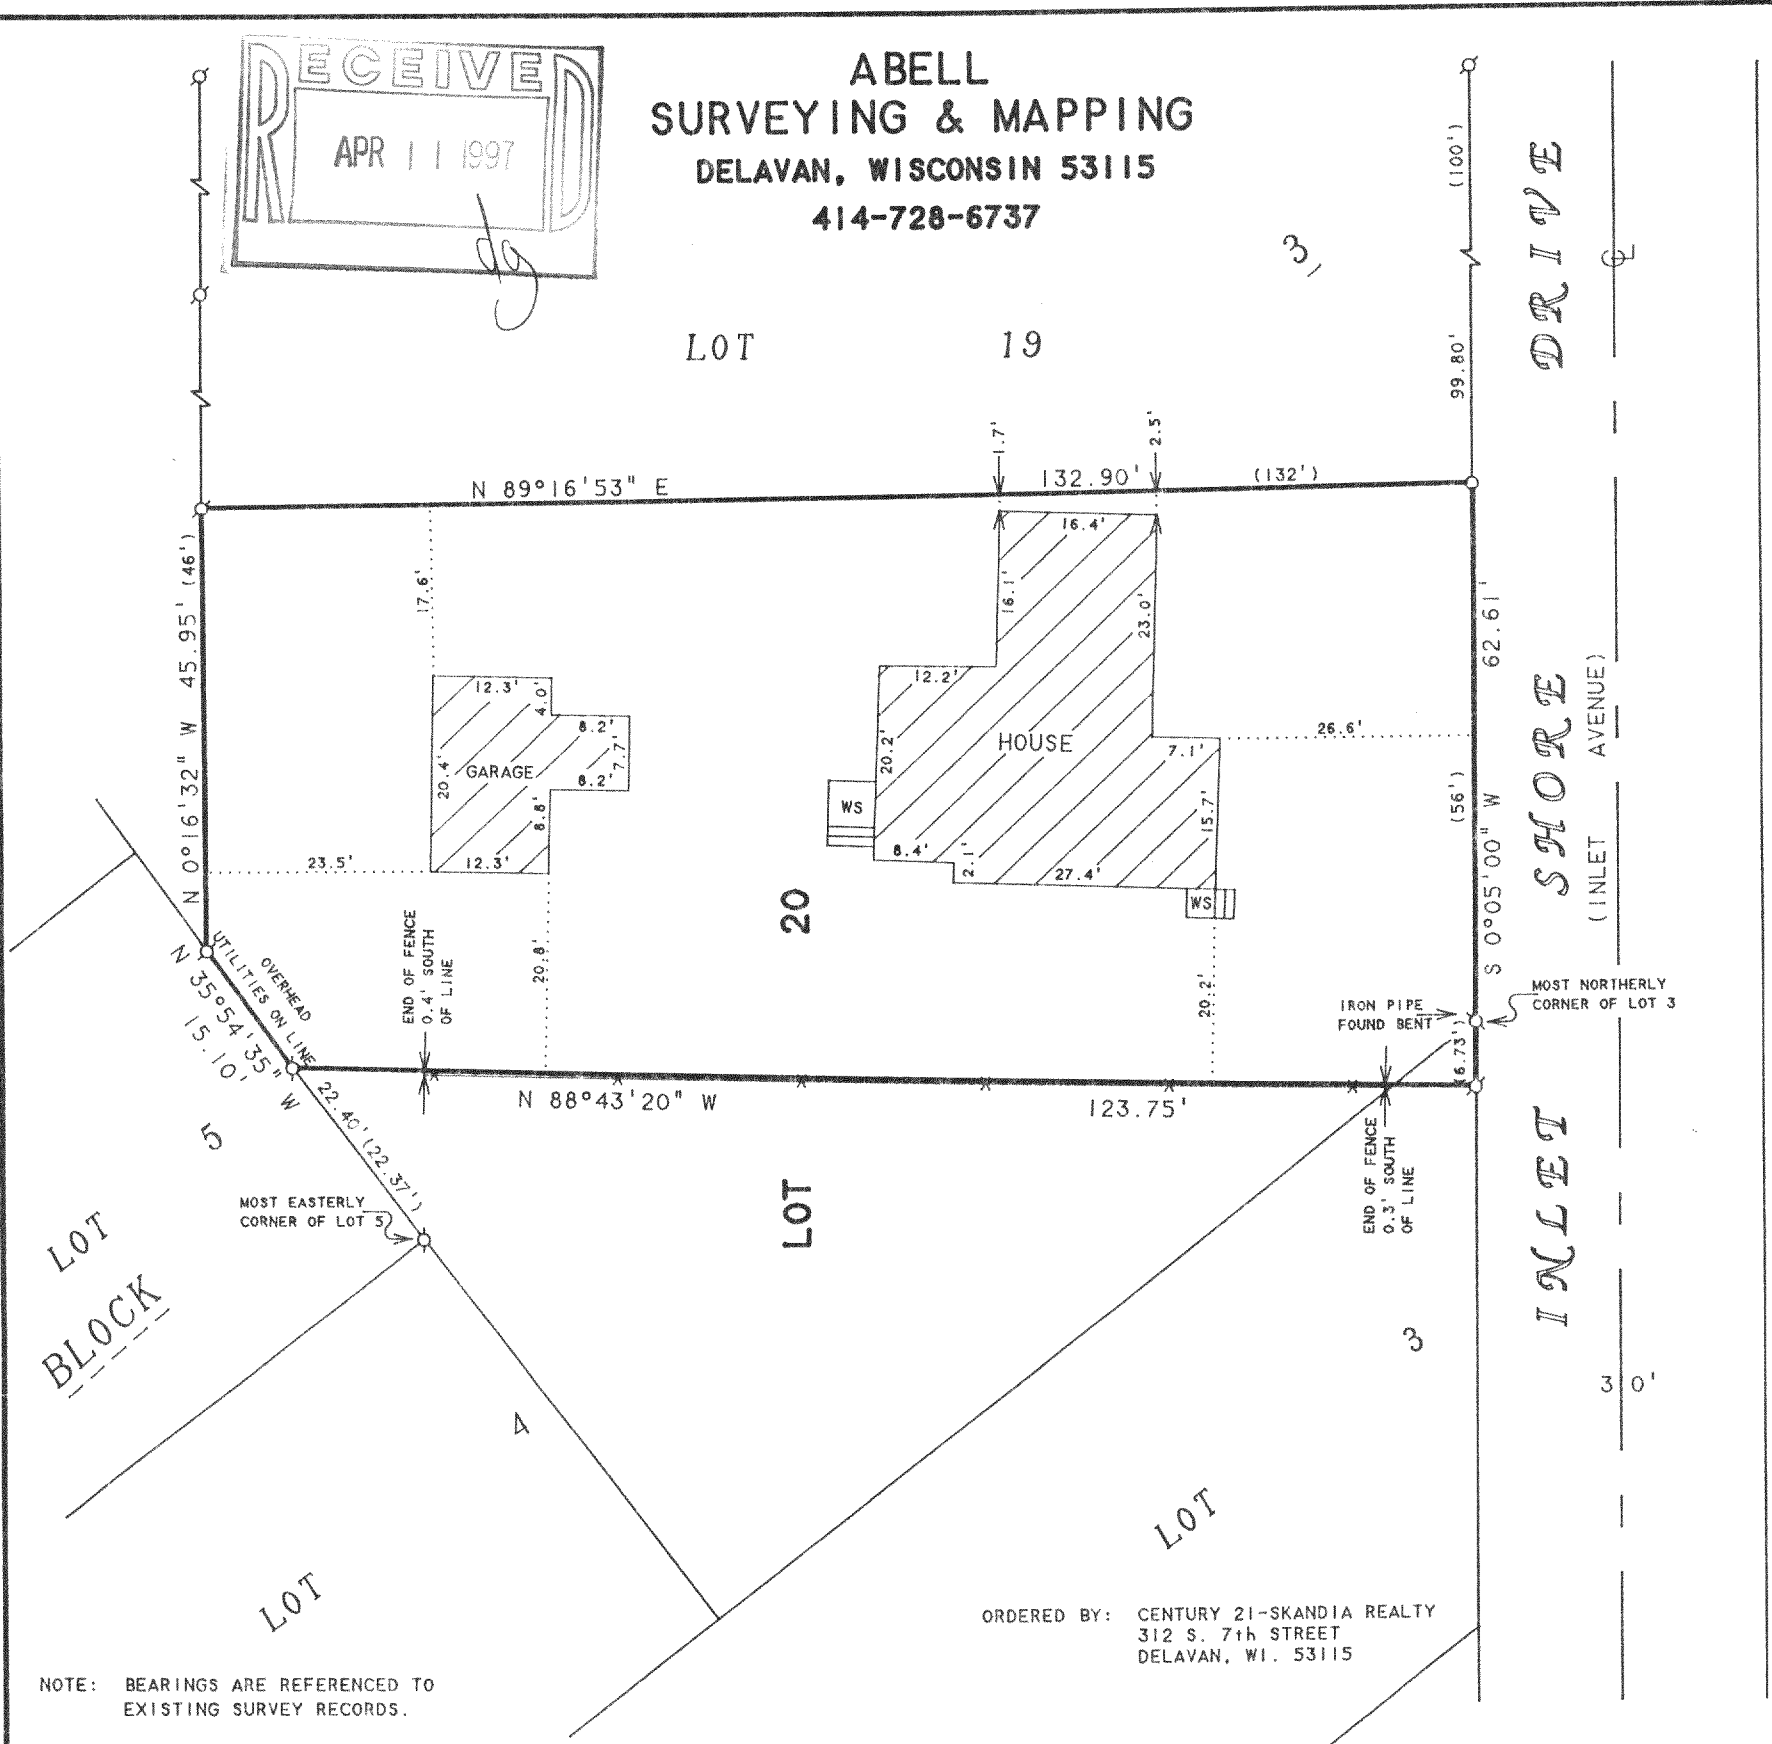 RECEIVED
APR 11 1997
ABELL
SURVEYING & MAPPING
DELAVAN, WISCONSIN 53115
414-728-6737
3
LOT 19
(100')
99.80'
DRIVE
1.7'
2.5'
N 89°16'53" E
132.90'
(132')
N 0°16'32" W 45.95' (46')
17.6'
12.3'
4.0'
8.2'
7.7'
8.2'
20.4'
GARAGE
8.8'
12.3'
23.5'
20.8'
16.4'
16.1'
23.0'
12.2'
20.2'
HOUSE
7.1'
15.7'
WS
8.4'
2.1'
27.4'
WS
26.6'
20.2'
S 0°05'00" W 62.61'
(56')
SHORE
(INLET AVENUE)
LOT 20
OVERHEAD
UTILITIES ON LINE
N 35°54'35" W
15.10'
END OF FENCE
0.4' SOUTH
OF LINE
IRON PIPE
FOUND BENT
MOST NORTHERLY
CORNER OF LOT 3
(6.73')
N 88°43'20" W
123.75'
22.40' (22.37')
END OF FENCE
0.3' SOUTH
OF LINE
INLET
5
MOST EASTERLY
CORNER OF LOT 5
LOT
BLOCK
3
30'
4
LOT
LOT
ORDERED BY: CENTURY 21-SKANDIA REALTY
312 S. 7th STREET
DELAVAN, WI. 53115
NOTE: BEARINGS ARE REFERENCED TO
EXISTING SURVEY RECORDS.